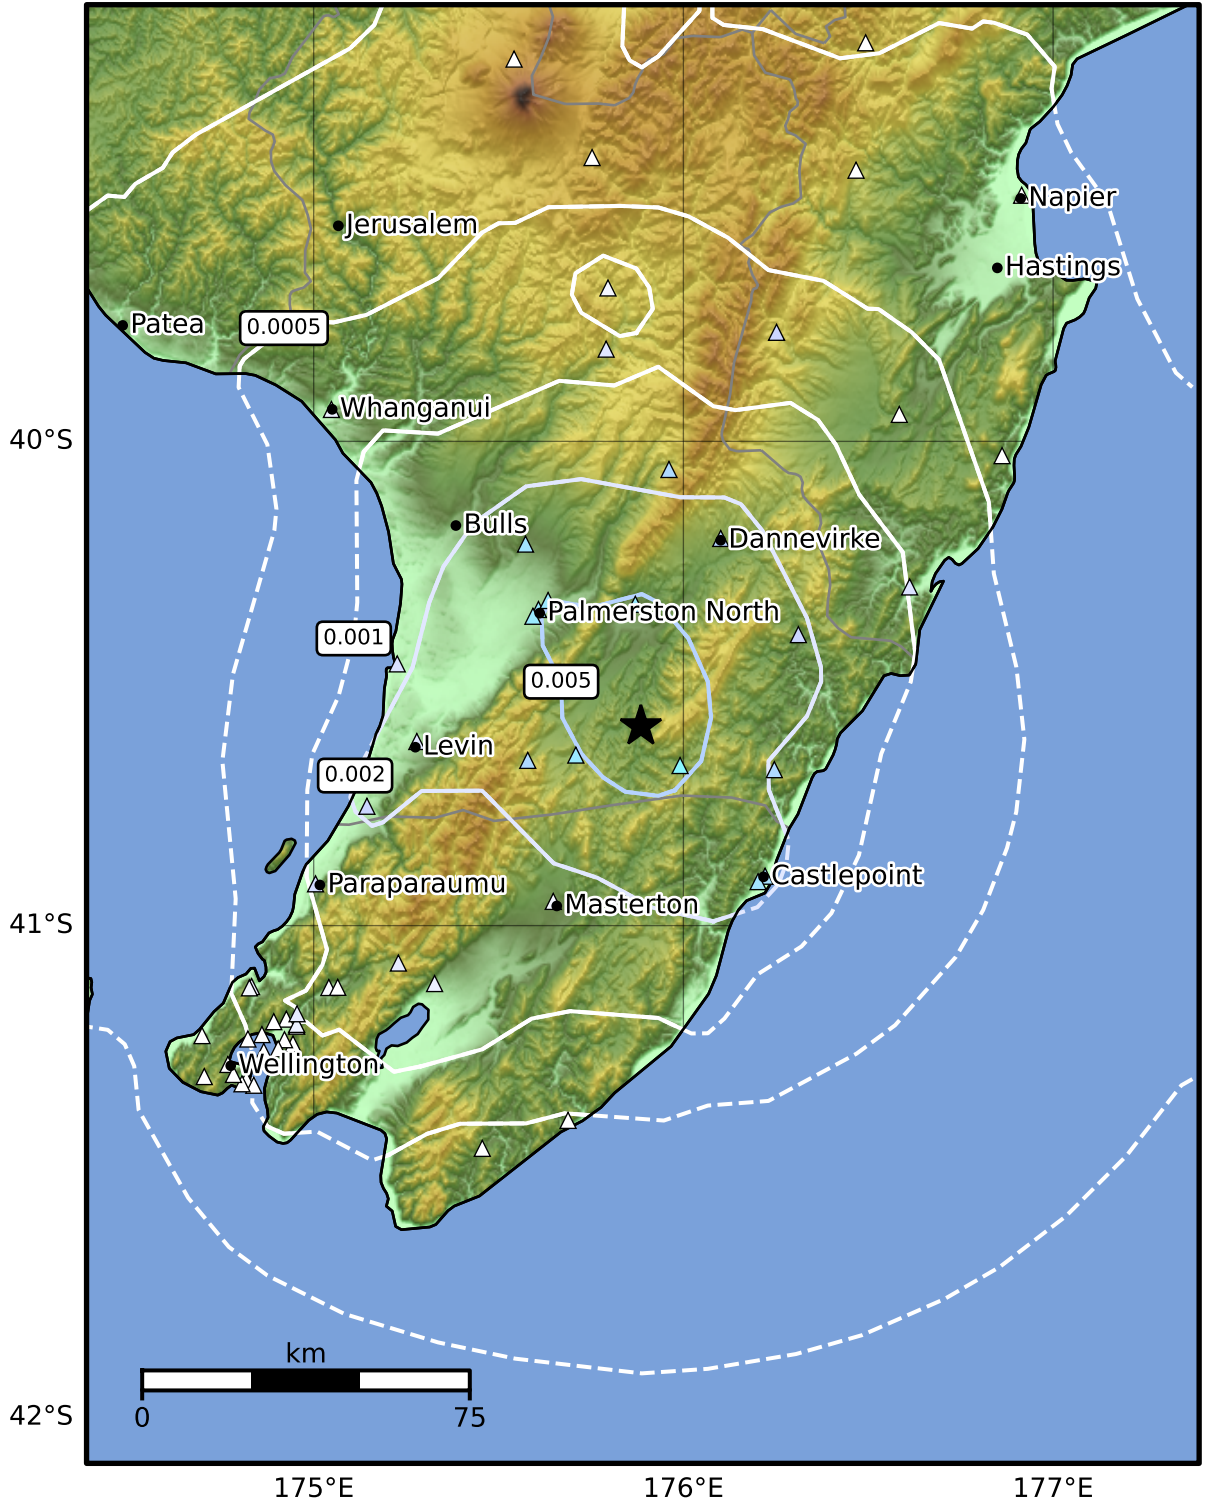 Napier
Jerusalem
Hastings
Patea
0.0005
Whanganui
40°S
Bulls
Dannevirke
Palmerston North
0.001
0.005
Levin
0.002
Castlepoint
Paraparaumu
Masterton
41°S
Wellington
km
0
75
42°S
175°E
176°E
177°E